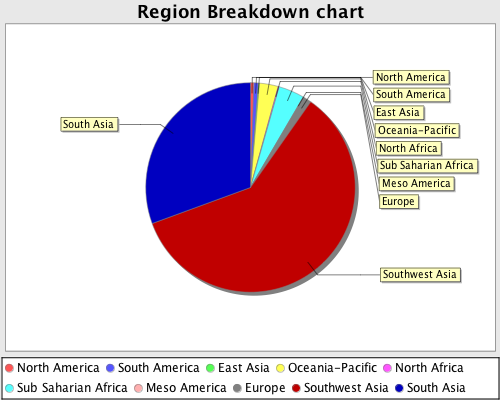 Region Breakdown chart
North America
South America
East Asia
Oceania-Pacific
North Africa
Sub Saharian Africa
Meso America
Europe
South Asia
Southwest Asia
North America South America East Asia Oceania-Pacific North Africa
Sub Saharian Africa Meso America Europe Southwest Asia South Asia